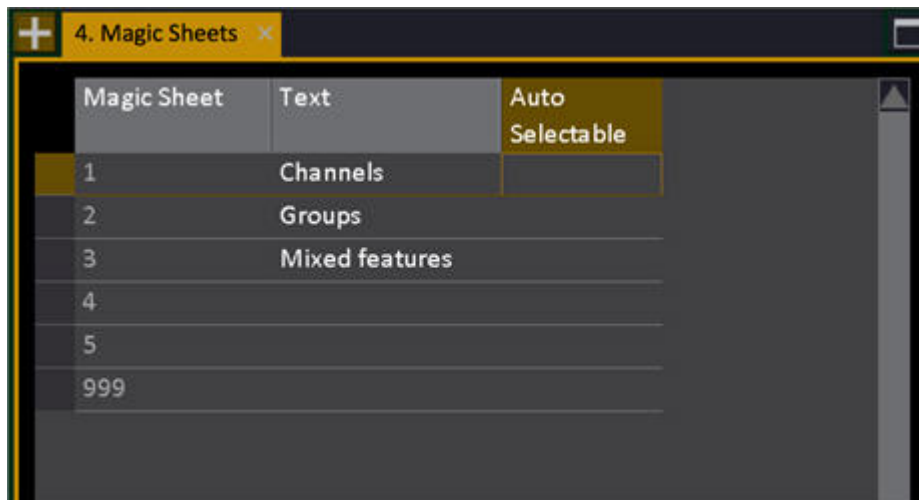 4. Magic Sheets
Magic Sheet Text Auto Selectable
1 Channels
2 Groups
3 Mixed features
4
5
999